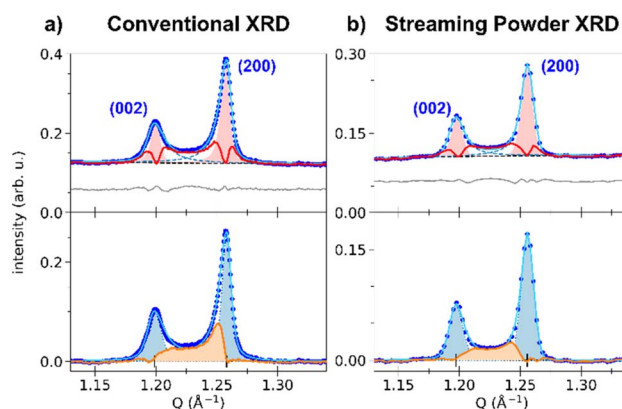 a) Conventional XRD
b) Streaming Powder XRD
0.4
0.2
0.0
(002)
(200)
0.30
0.15
0.00
(002)
(200)
intensity (arb. u.)
0.2
0.0
0.15
0.00
1.15 1.20 1.25 1.30
Q (Å⁻¹)
1.15 1.20 1.25 1.30
Q (Å⁻¹)